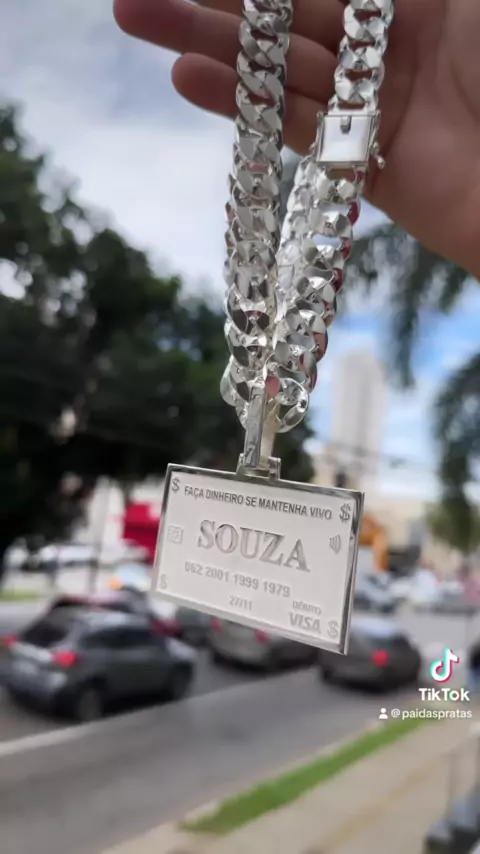 $ FAÇA DINHEIRO SE MANTENHA VIVO $
SOUZA
062 2001 1999 1979
27/11
DÉBITO
$ VISA $
TikTok
@paidaspratas